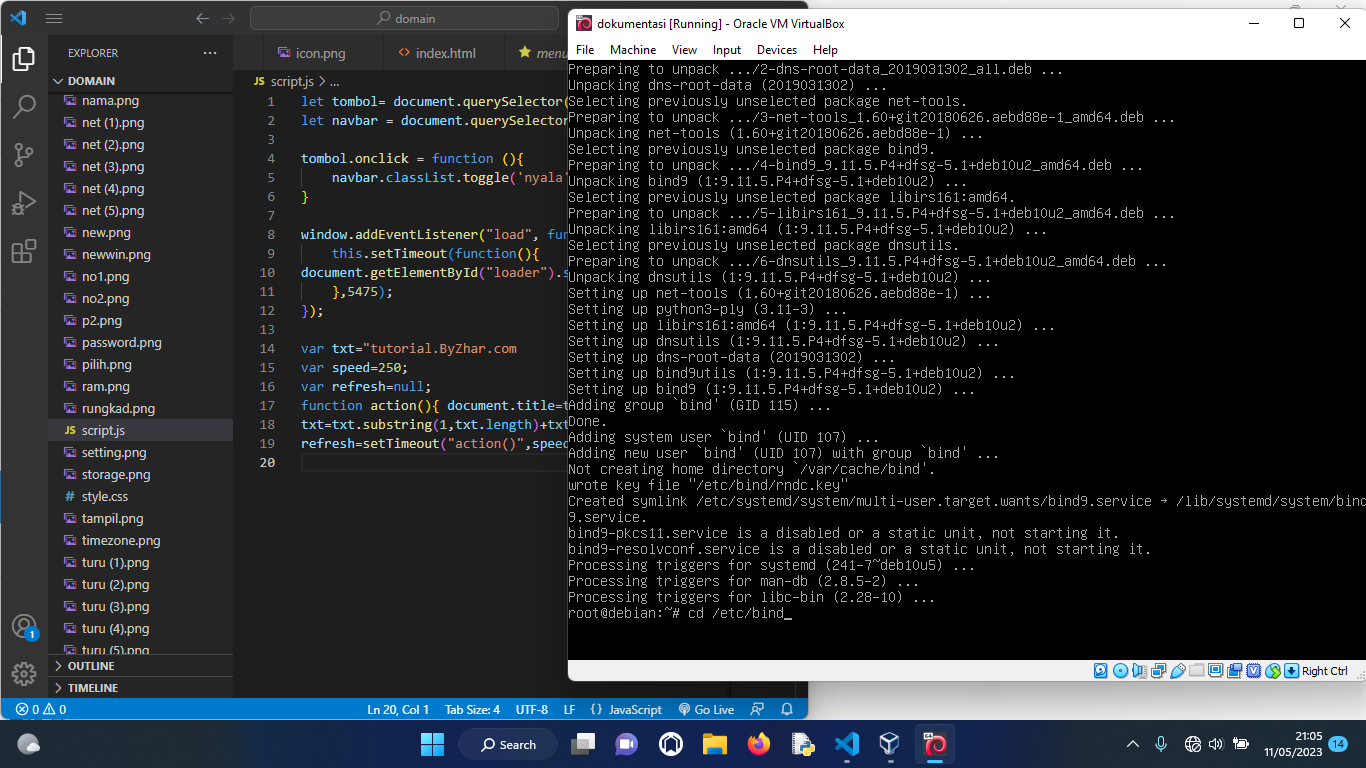 domain
EXPLORER
DOMAIN
nama.png
net (1).png
net (2).png
net (3).png
net (4).png
net (5).png
new.png
newwin.png
no1.png
no2.png
p2.png
password.png
pilih.png
ram.png
rungkad.png
JS script.js
setting.png
storage.png
# style.css
tampil.png
timezone.png
turu (1).png
turu (2).png
turu (3).png
turu (4).png
turu (5).png
OUTLINE
TIMELINE
icon.png
<> index.html
menu
JS script.js > ...
1 let tombol= document.querySelector(
2 let navbar = document.querySelector
3
4 tombol.onclick = function (){
5 navbar.classList.toggle('nyala'
6 }
7
8 window.addEventListener("load", fun
9 this.setTimeout(function(){
10 document.getElementById("loader").s
11 },5475);
12 });
13
14 var txt="tutorial.ByZhar.com
15 var speed=250;
16 var refresh=null;
17 function action(){ document.title=t
18 txt=txt.substring(1,txt.length)+txt
19 refresh=setTimeout("action()",speed
20
1
0 0
Ln 20, Col 1 Tab Size: 4 UTF-8 LF {} JavaScript Go Live
dokumentasi [Running] - Oracle VM VirtualBox
File Machine View Input Devices Help
Preparing to unpack .../2-dns-root-data_2019031302_all.deb ...
Unpacking dns-root-data (2019031302) ...
Selecting previously unselected package net-tools.
Preparing to unpack .../3-net-tools_1.60+git20180626.aebd88e-1_amd64.deb ...
Unpacking net-tools (1.60+git20180626.aebd88e-1) ...
Selecting previously unselected package bind9.
Preparing to unpack .../4-bind9_9.11.5.P4+dfsg-5.1+deb10u2_amd64.deb ...
Unpacking bind9 (1:9.11.5.P4+dfsg-5.1+deb10u2) ...
Selecting previously unselected package libirs161:amd64.
Preparing to unpack .../5-libirs161_9.11.5.P4+dfsg-5.1+deb10u2_amd64.deb ...
Unpacking libirs161:amd64 (1:9.11.5.P4+dfsg-5.1+deb10u2) ...
Selecting previously unselected package dnsutils.
Preparing to unpack .../6-dnsutils_9.11.5.P4+dfsg-5.1+deb10u2_amd64.deb ...
Unpacking dnsutils (1:9.11.5.P4+dfsg-5.1+deb10u2) ...
Setting up net-tools (1.60+git20180626.aebd88e-1) ...
Setting up python3-ply (3.11-3) ...
Setting up libirs161:amd64 (1:9.11.5.P4+dfsg-5.1+deb10u2) ...
Setting up dnsutils (1:9.11.5.P4+dfsg-5.1+deb10u2) ...
Setting up dns-root-data (2019031302) ...
Setting up bind9utils (1:9.11.5.P4+dfsg-5.1+deb10u2) ...
Setting up bind9 (1:9.11.5.P4+dfsg-5.1+deb10u2) ...
Adding group `bind' (GID 115) ...
Done.
Adding system user `bind' (UID 107) ...
Adding new user `bind' (UID 107) with group `bind' ...
Not creating home directory `/var/cache/bind'.
wrote key file "/etc/bind/rndc.key"
Created symlink /etc/systemd/system/multi-user.target.wants/bind9.service → /lib/systemd/system/bind
9.service.
bind9-pkcs11.service is a disabled or a static unit, not starting it.
bind9-resolvconf.service is a disabled or a static unit, not starting it.
Processing triggers for systemd (241-7~deb10u5) ...
Processing triggers for man-db (2.8.5-2) ...
Processing triggers for libc-bin (2.28-10) ...
root@debian:~# cd /etc/bind_
Right Ctrl
Search
21:05
11/05/2023
14